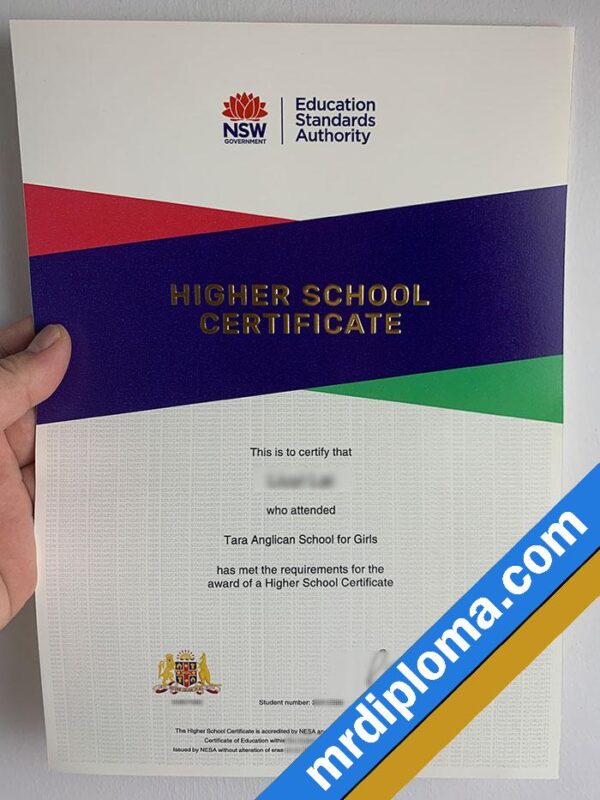 NSW
GOVERNMENT
Education
Standards
Authority
HIGHER SCHOOL
CERTIFICATE
This is to certify that
who attended
Tara Anglican School for Girls
has met the requirements for the
award of a Higher School Certificate
Student number:
The Higher School Certificate is accredited by NESA
Certificate of Education within
Issued by NESA without alteration of
mrdiploma.com